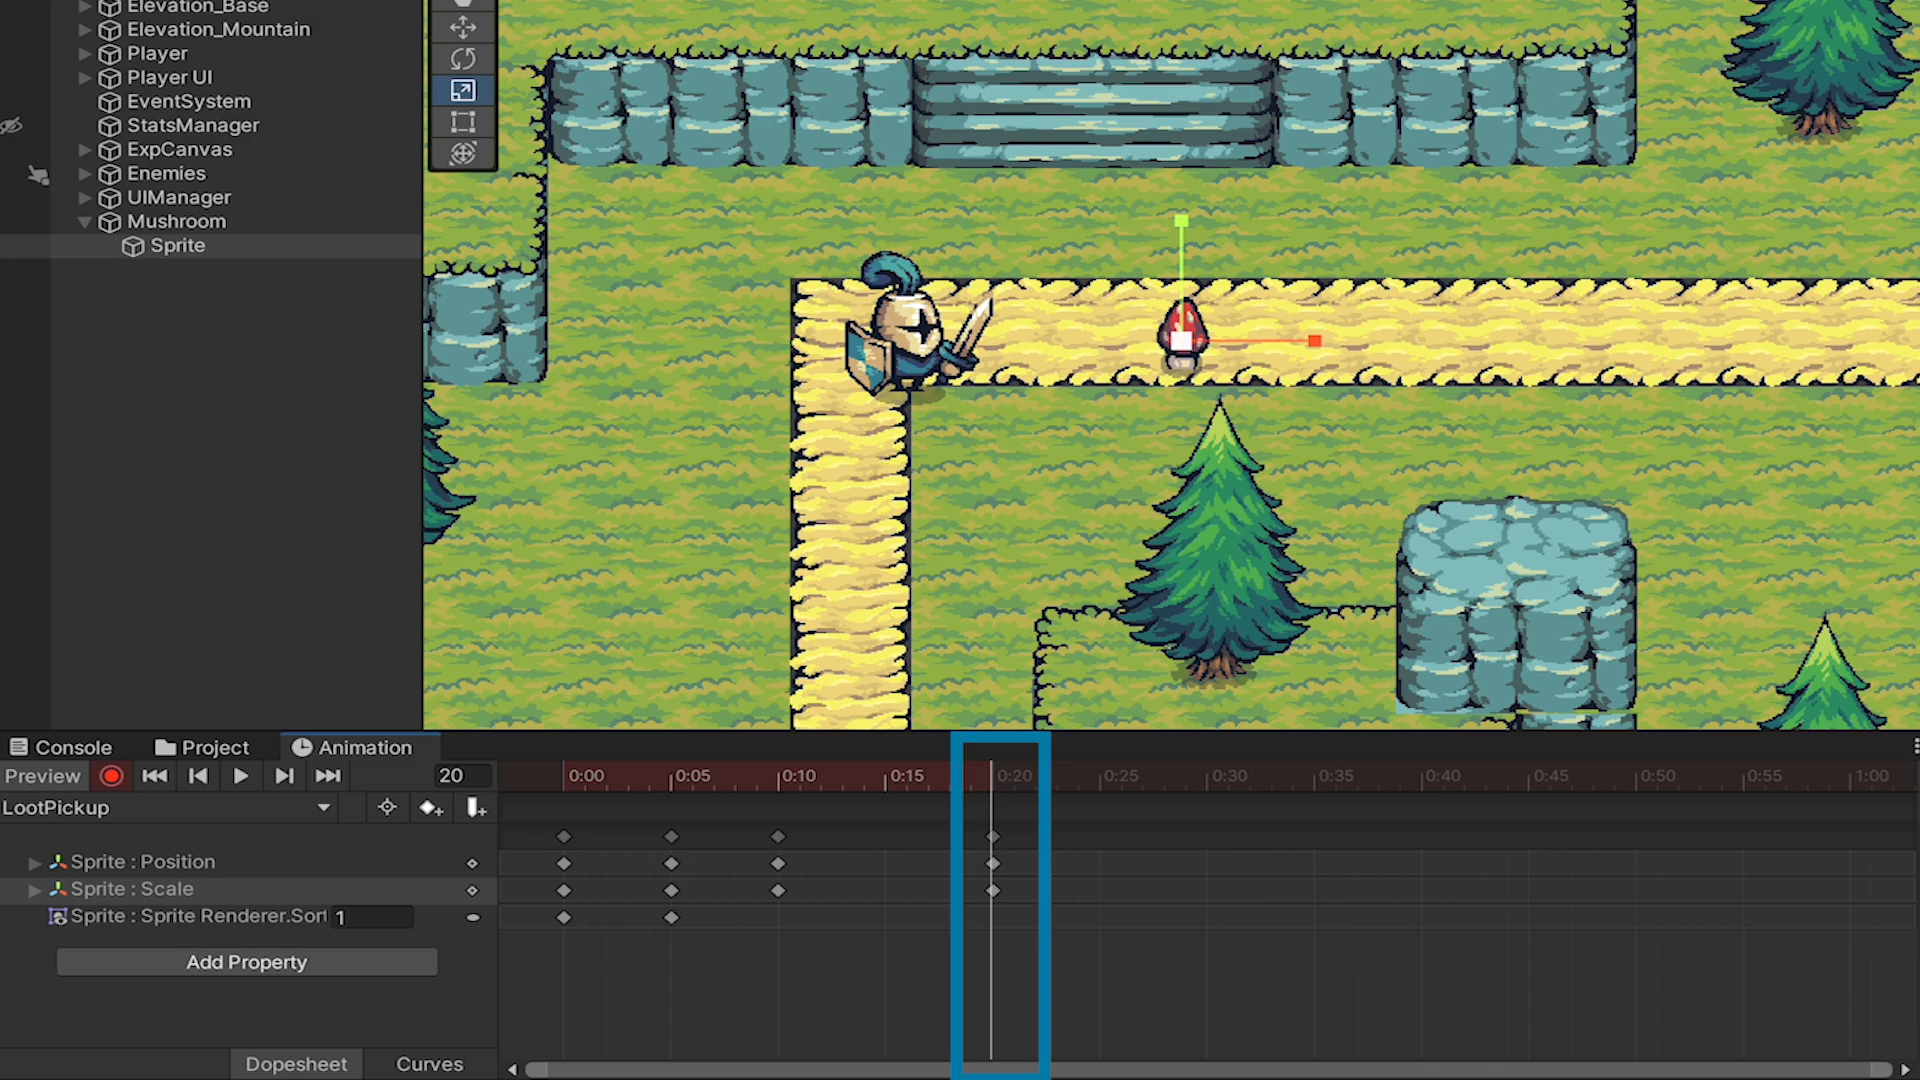 Elevation_Base
Elevation_Mountain
Player
Player UI
EventSystem
StatsManager
ExpCanvas
Enemies
UIManager
Mushroom
Sprite
Console Project Animation
Preview 20 0:00 0:05 0:10 0:15 0:20 0:25 0:30 0:35 0:40 0:45 0:50 0:55 1:00
LootPickup
Sprite : Position
Sprite : Scale
Sprite : Sprite Renderer.Sort 1
Add Property
Dopesheet Curves